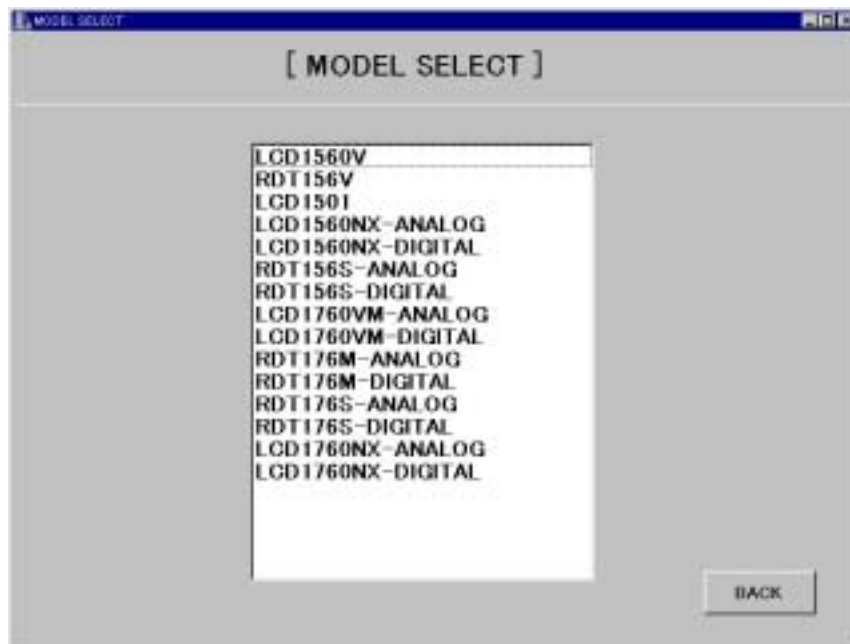 MODEL SELECT
[ MODEL SELECT ]
LCD1560V
RDT156V
LCD1501
LCD1560NX-ANALOG
LCD1560NX-DIGITAL
RDT156S-ANALOG
RDT156S-DIGITAL
LCD1760VM-ANALOG
LCD1760VM-DIGITAL
RDT176M-ANALOG
RDT176M-DIGITAL
RDT176S-ANALOG
RDT176S-DIGITAL
LCD1760NX-ANALOG
LCD1760NX-DIGITAL
BACK